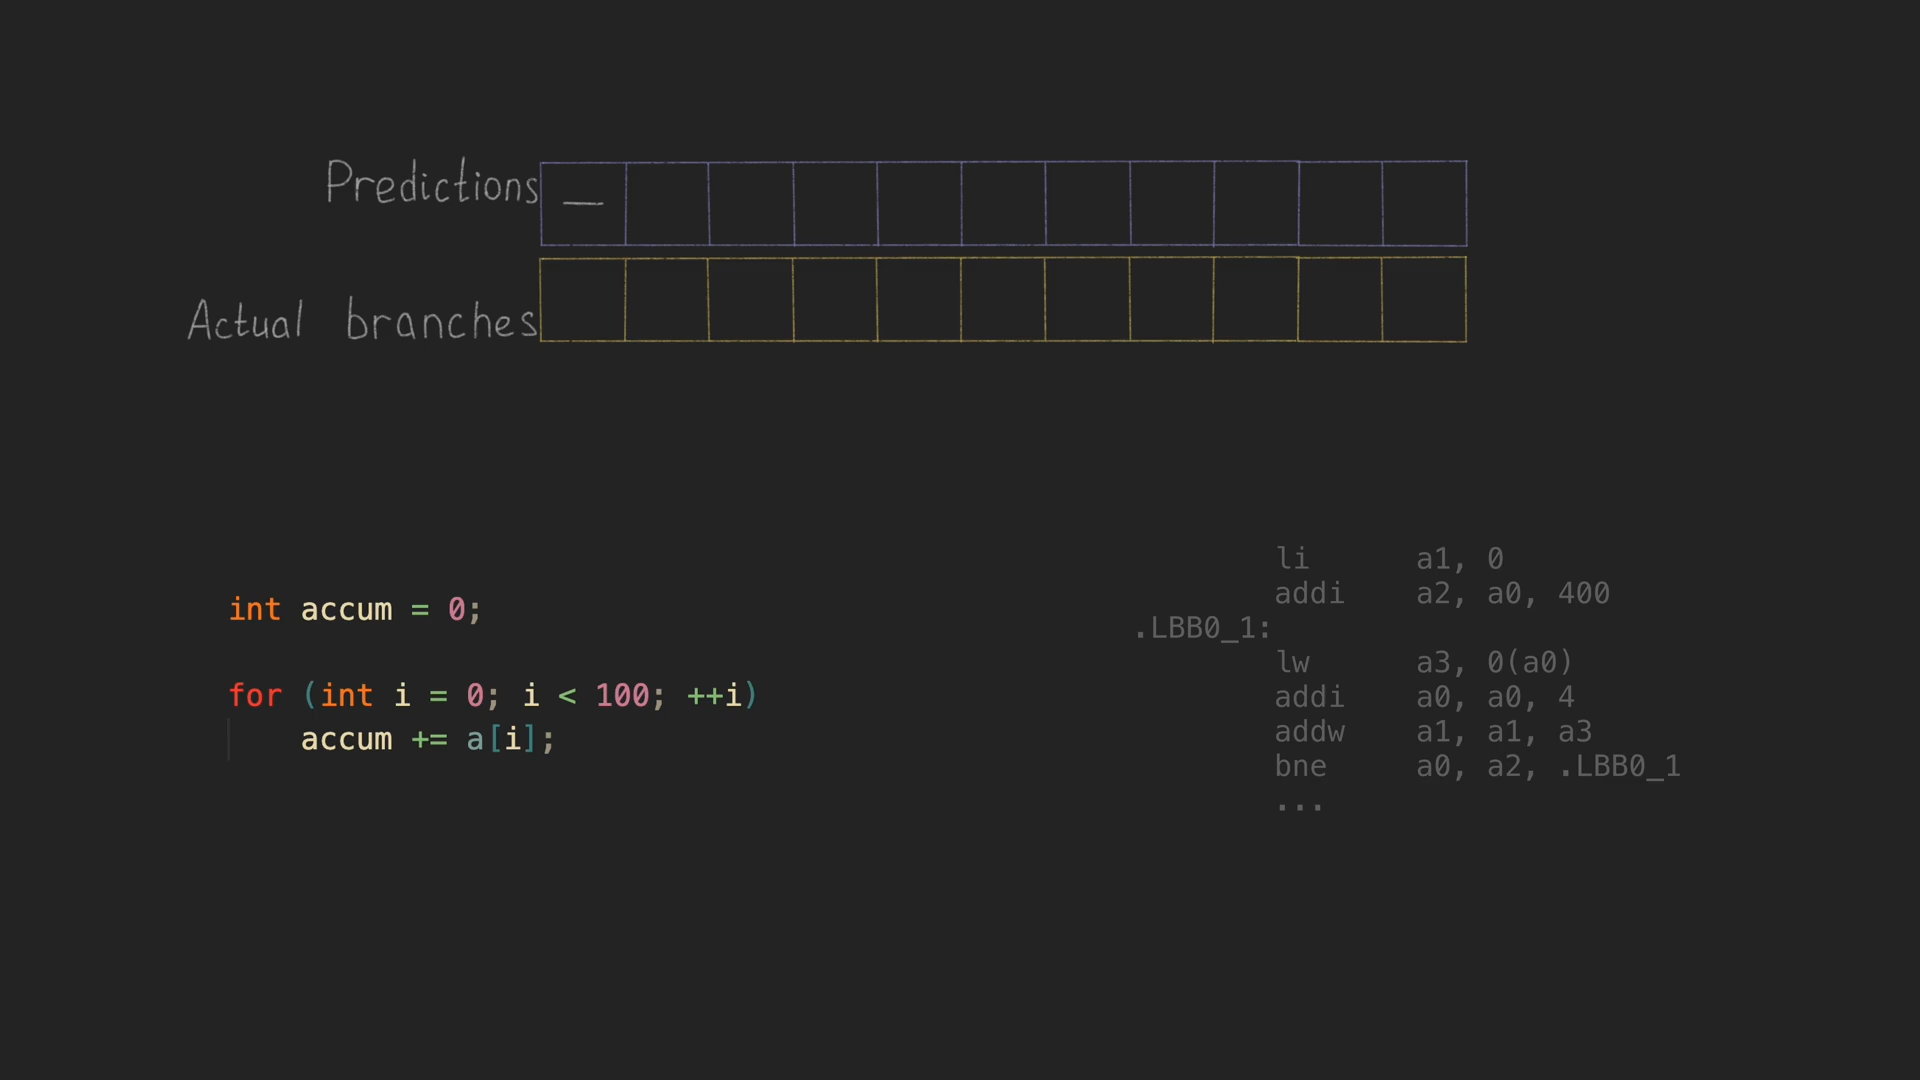 Predictions
—
Actual branches
int accum = 0;
for (int i = 0; i < 100; ++i)
accum += a[i];
li a1, 0
addi a2, a0, 400
.LBB0_1:
lw a3, 0(a0)
addi a0, a0, 4
addw a1, a1, a3
bne a0, a2, .LBB0_1
...